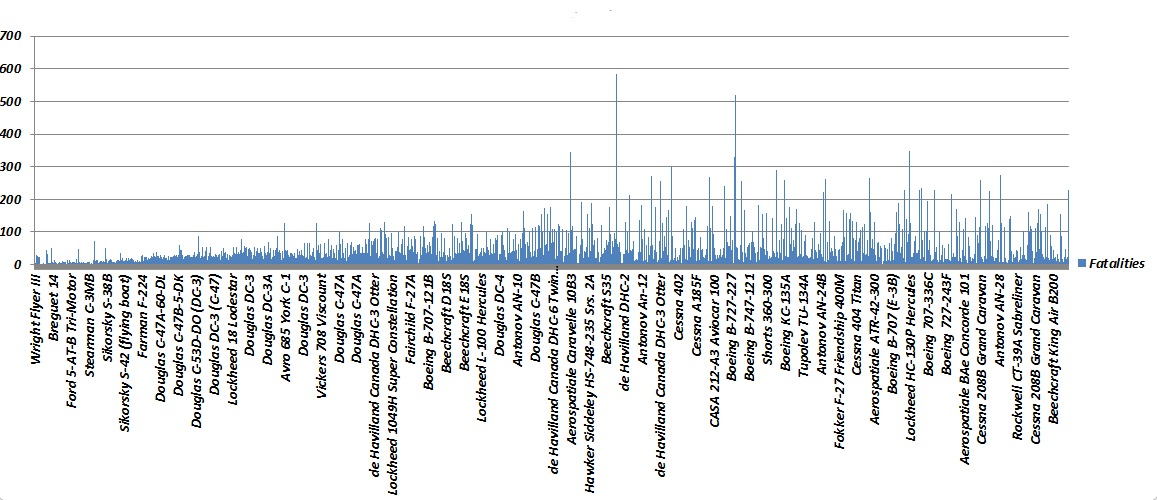 700
600
500
400
300
200
100
0
Fatalities
Wright Flyer III
Breguet 14
Ford 5-AT-B Tri-Motor
Stearman C-3MB
Sikorsky S-38B
Sikorsky S-42 (flying boat)
Farman F-224
Douglas C-47A-60-DL
Douglas C-47B-5-DK
Douglas C-53D-DO (DC-3)
Douglas DC-3 (C-47)
Lockheed 18 Lodestar
Douglas DC-3
Douglas DC-3A
Avro 685 York C-1
Douglas DC-3
Vickers 708 Viscount
Douglas C-47A
Douglas C-47A
de Havilland Canada DHC-3 Otter
Lockheed 1049H Super Constellation
Fairchild F-27A
Boeing B-707-121B
Beechcraft D18S
Beechcraft E18S
Lockheed L-100 Hercules
Douglas DC-4
Antonov AN-10
Douglas C-47B
de Havilland Canada DHC-6 Twin...
Aerospatiale Caravelle 10B3
Hawker Siddeley HS-748-235 Srs. 2A
Beechcraft S35
de Havilland DHC-2
Antonov An-12
de Havilland Canada DHC-3 Otter
Cessna 402
Cessna A185F
CASA 212-A3 Aviocar 100
Boeing B-727-227
Boeing B-747-121
Shorts 360-300
Boeing KC-135A
Tupolev TU-134A
Antonov AN-24B
Fokker F-27 Friendship 400M
Cessna 404 Titan
Aerospatiale ATR-42-300
Boeing B-707 (E-3B)
Lockheed HC-130P Hercules
Boeing 707-336C
Boeing 727-243F
Aerospatiale BAe Concorde 101
Cessna 208B Grand Caravan
Antonov AN-28
Rockwell CT-39A Sabreliner
Cessna 208B Grand Caravan
Beechcraft King Air B200